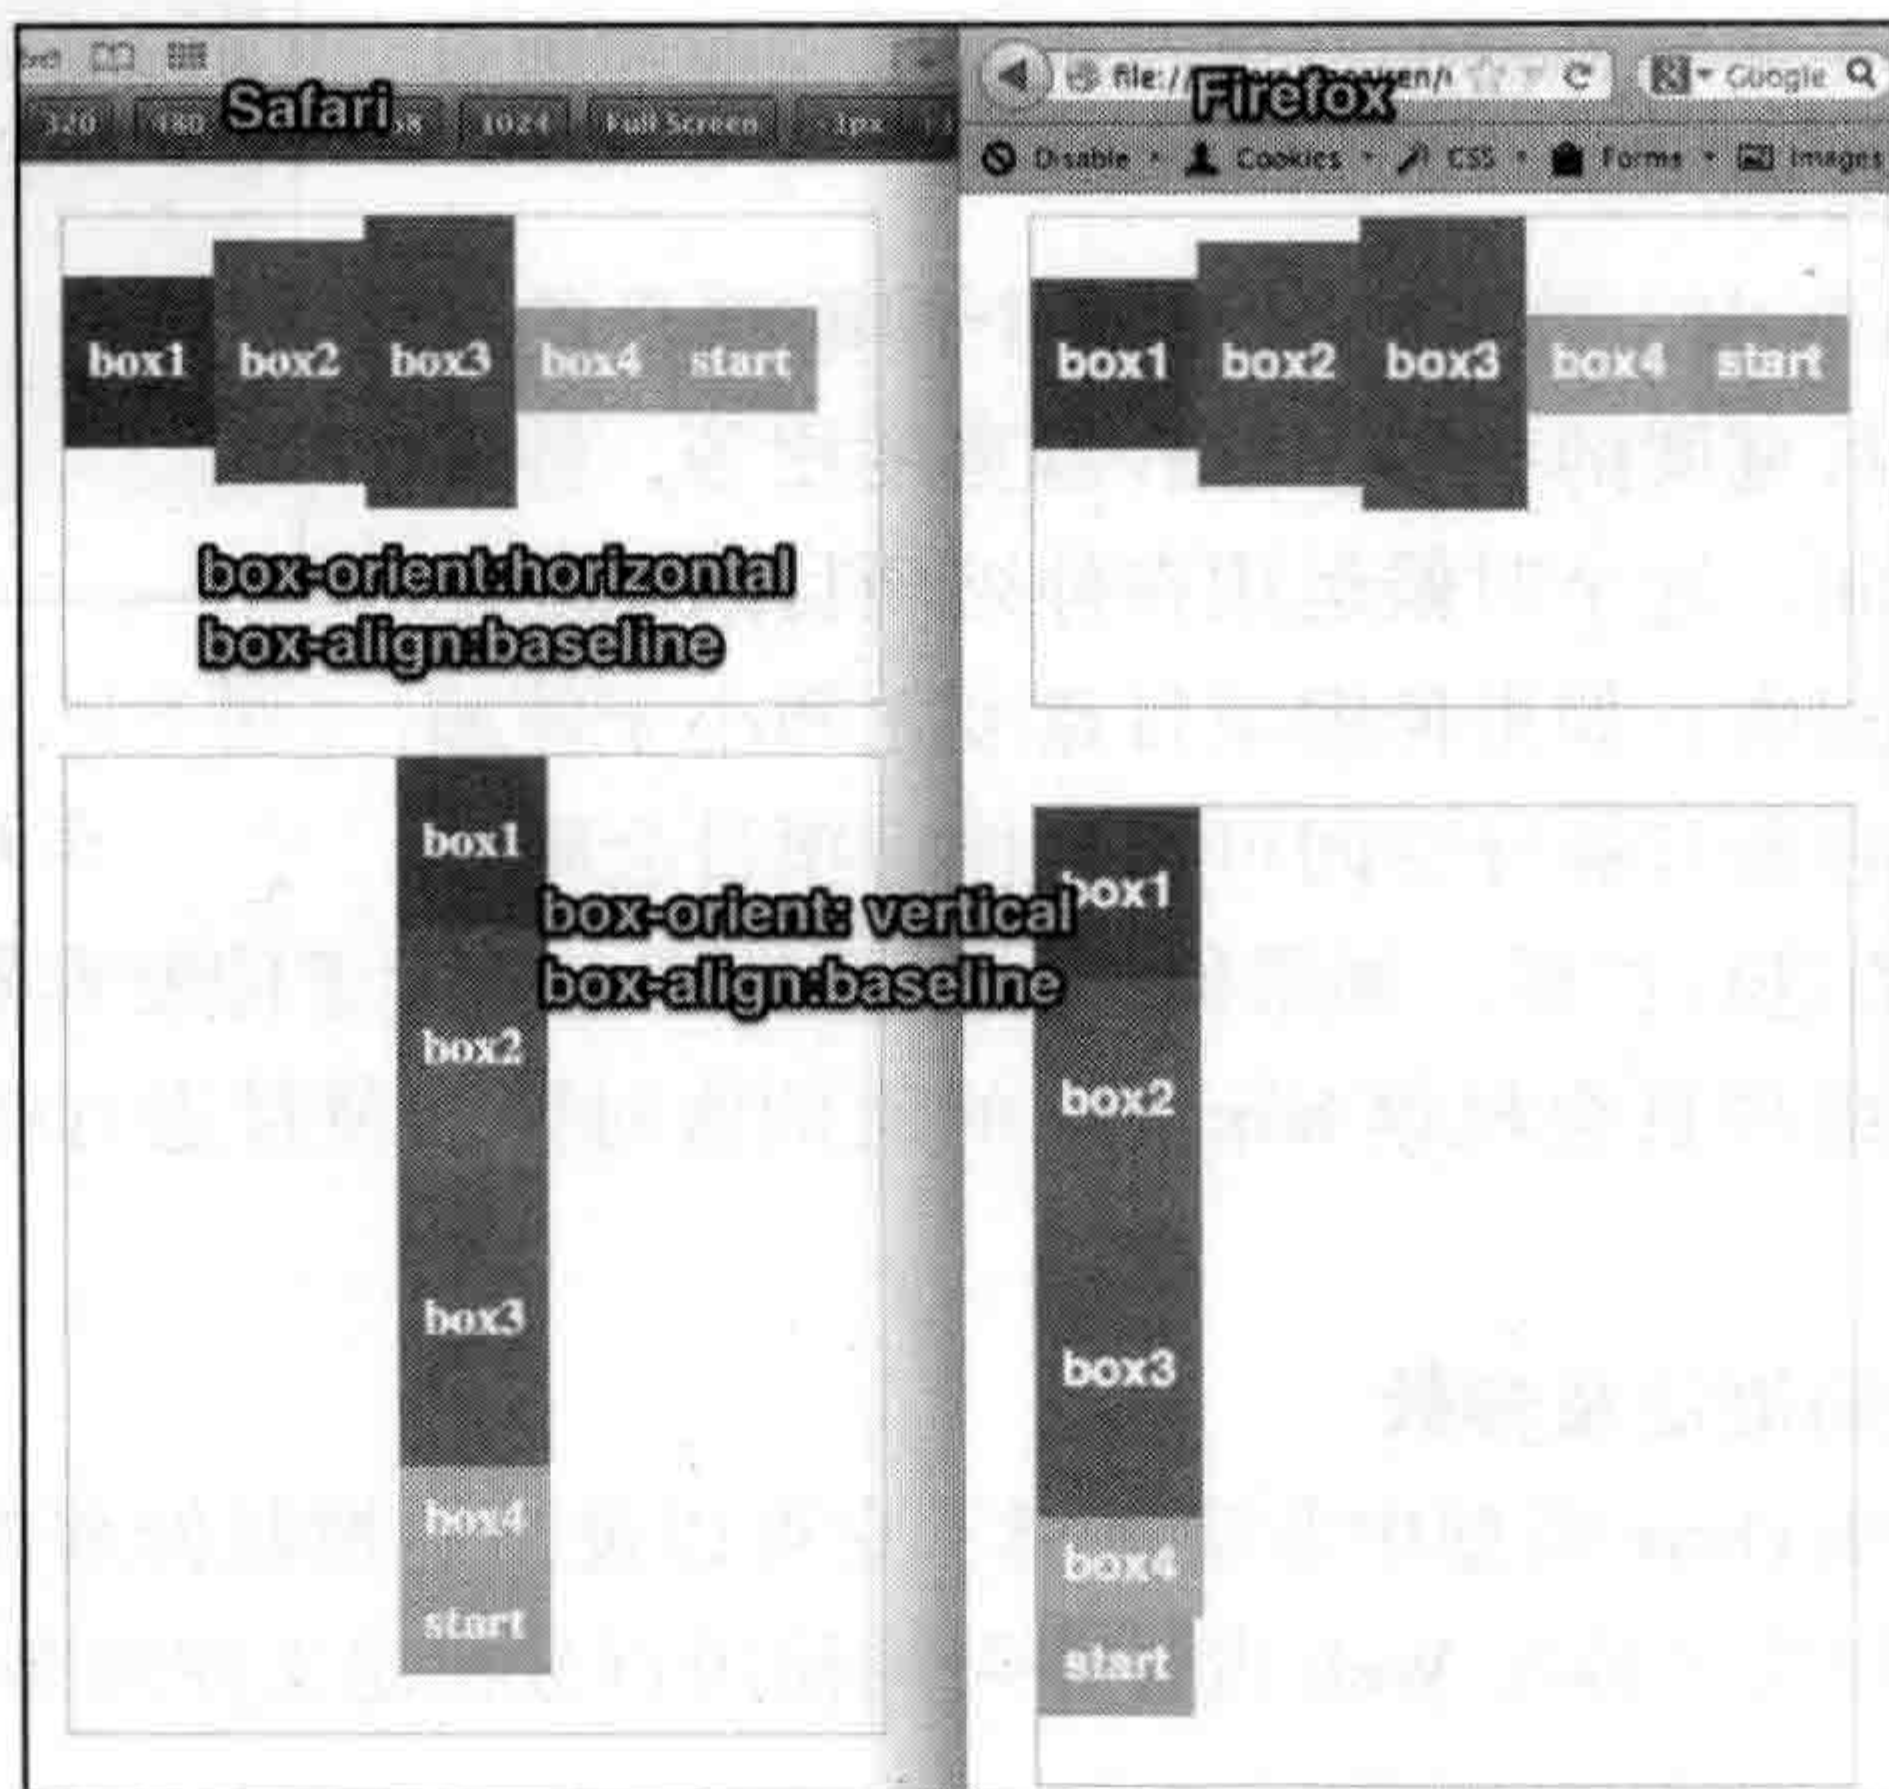 320 480 Safari 1024 Full Screen
box1 box2 box3 box4 start
box-orient:horizontal
box-align:baseline
box1
box2
box3
box4
start
Firefox
file:// Google
Disable Cookies CSS Forms Images
box1 box2 box3 box4 start
box-orient: vertical
box-align:baseline
box1
box2
box3
box4
start